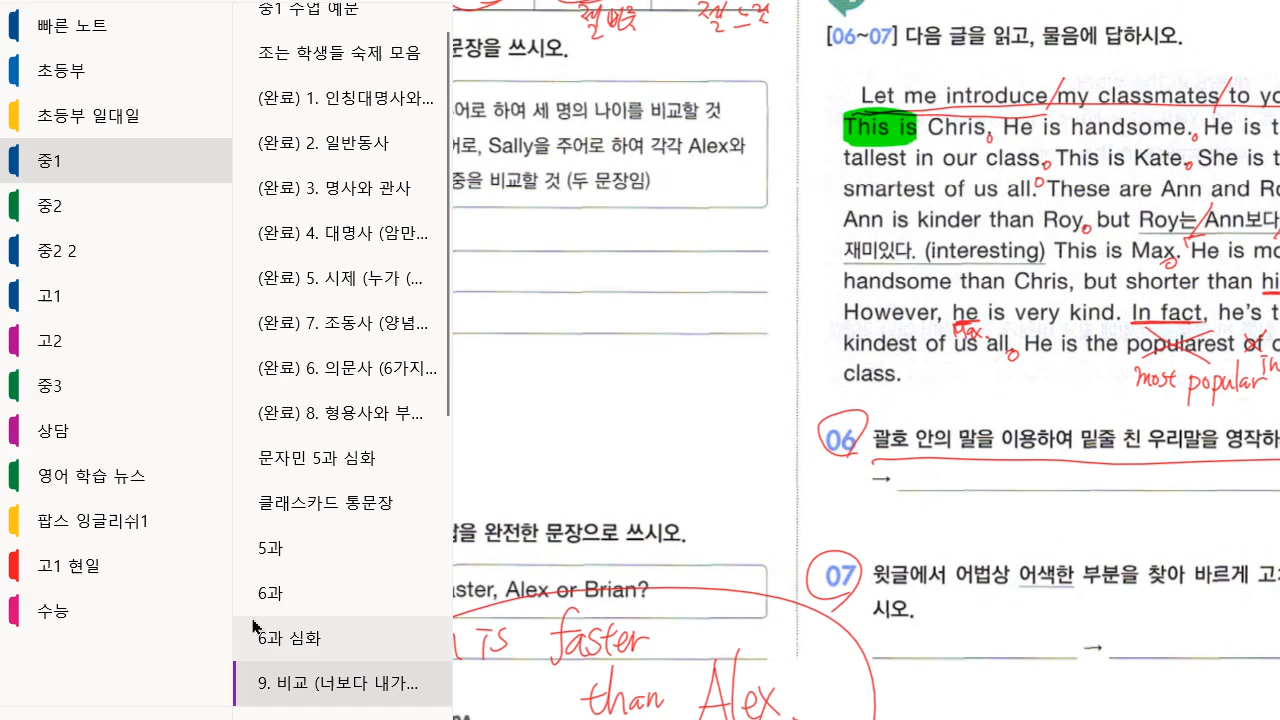 빠른 노트
초등부
초등부 일대일
중1
중2
중2 2
고1
고2
중3
상담
영어 학습 뉴스
팝스 잉글리쉬1
고1 현일
수능
중1 수업 예문
조는 학생들 숙제 모음
(완료) 1. 인칭대명사와...
(완료) 2. 일반동사
(완료) 3. 명사와 관사
(완료) 4. 대명사 (암만...
(완료) 5. 시제 (누가 (...
(완료) 7. 조동사 (양념...
(완료) 6. 의문사 (6가지...
(완료) 8. 형용사와 부...
문자민 5과 심화
클래스카드 통문장
5과
6과
6과 심화
9. 비교 (너보다 내가...
문장을 쓰시오.
어로 하여 세 명의 나이를 비교할 것
어로, Sally을 주어로 하여 각각 Alex와
중을 비교할 것 (두 문장임)
답을 완전한 문장으로 쓰시오.
aster, Alex or Brian?
is faster
than Alex.
[06~07] 다음 글을 읽고, 물음에 답하시오.
Let me introduce my classmates to yo
This is Chris. He is handsome. He is t
tallest in our class. This is Kate. She is t
smartest of us all. These are Ann and Ro
Ann is kinder than Roy, but Roy는 Ann보다
재미있다. (interesting) This is Max. He is mo
handsome than Chris, but shorter than hi
However, he is very kind. In fact, he's t
Max.
kindest of us all. He is the popularest of o
most popular in
class.
06 괄호 안의 말을 이용하여 밑줄 친 우리말을 영작하
→
07 윗글에서 어법상 어색한 부분을 찾아 바르게 고
시오.
→